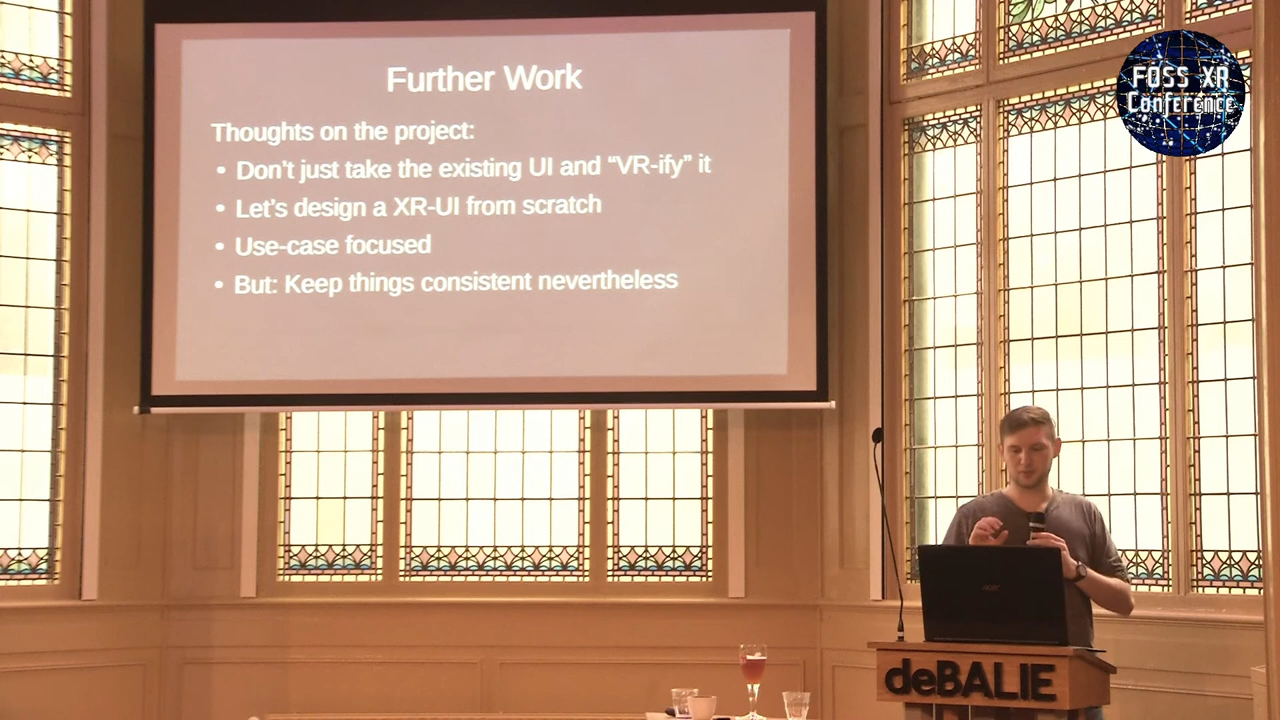 Further Work
Thoughts on the project:
• Don't just take the existing UI and “VR-ify” it
• Let's design a XR-UI from scratch
• Use-case focused
• But: Keep things consistent nevertheless
FOSS XR
Conference
acer
deBALIE